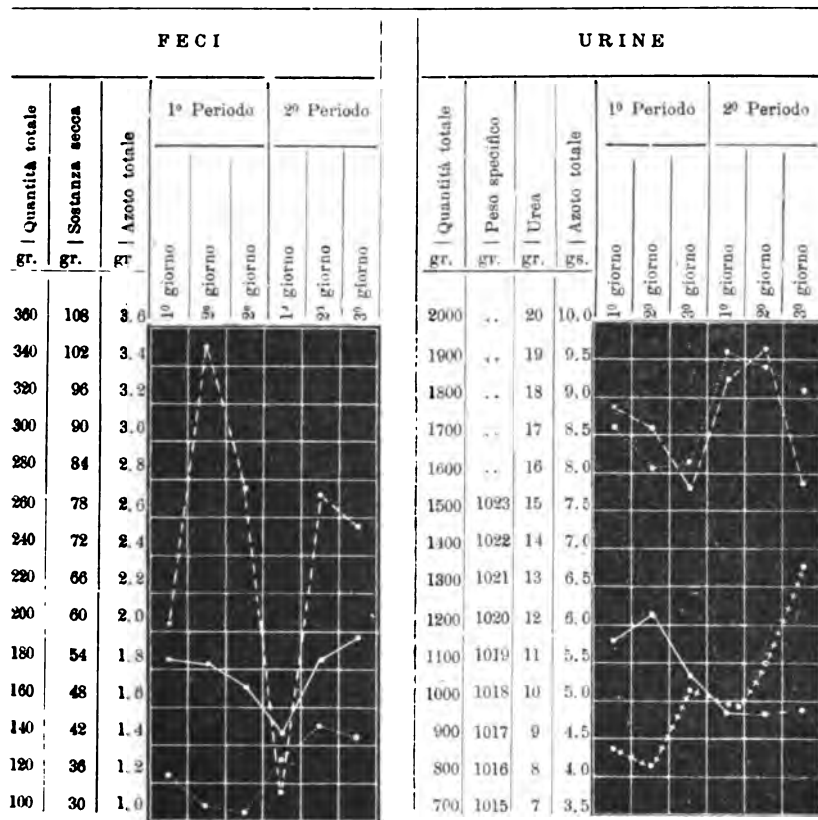 FECI
Quantità totale
Sostanza secca
Azoto totale
1º Periodo
2º Periodo
gr.
gr.
gr
1º giorno
2º giorno
2º giorno
1º giorno
2º giorno
3º giorno
360 108 3.6
340 102 3.4
320 96 3.2
300 90 3.0
280 84 2.8
260 78 2.6
240 72 2.4
220 66 2.2
200 60 2.0
180 54 1.8
160 48 1.6
140 42 1.4
120 36 1.2
100 30 1.0
URINE
Quantità totale
Peso specifico
Urea
Azoto totale
1º Periodo
2º Periodo
gr.
gr.
gr.
gs.
1º giorno
2º giorno
3º giorno
1º giorno
2º giorno
3º giorno
2000 .. 20 10.0
1900 .. 19 9.5
1800 .. 18 9.0
1700 .. 17 8.5
1600 .. 16 8.0
1500 1023 15 7.5
1400 1022 14 7.0
1300 1021 13 6.5
1200 1020 12 6.0
1100 1019 11 5.5
1000 1018 10 5.0
900 1017 9 4.5
800 1016 8 4.0
700 1015 7 3.5